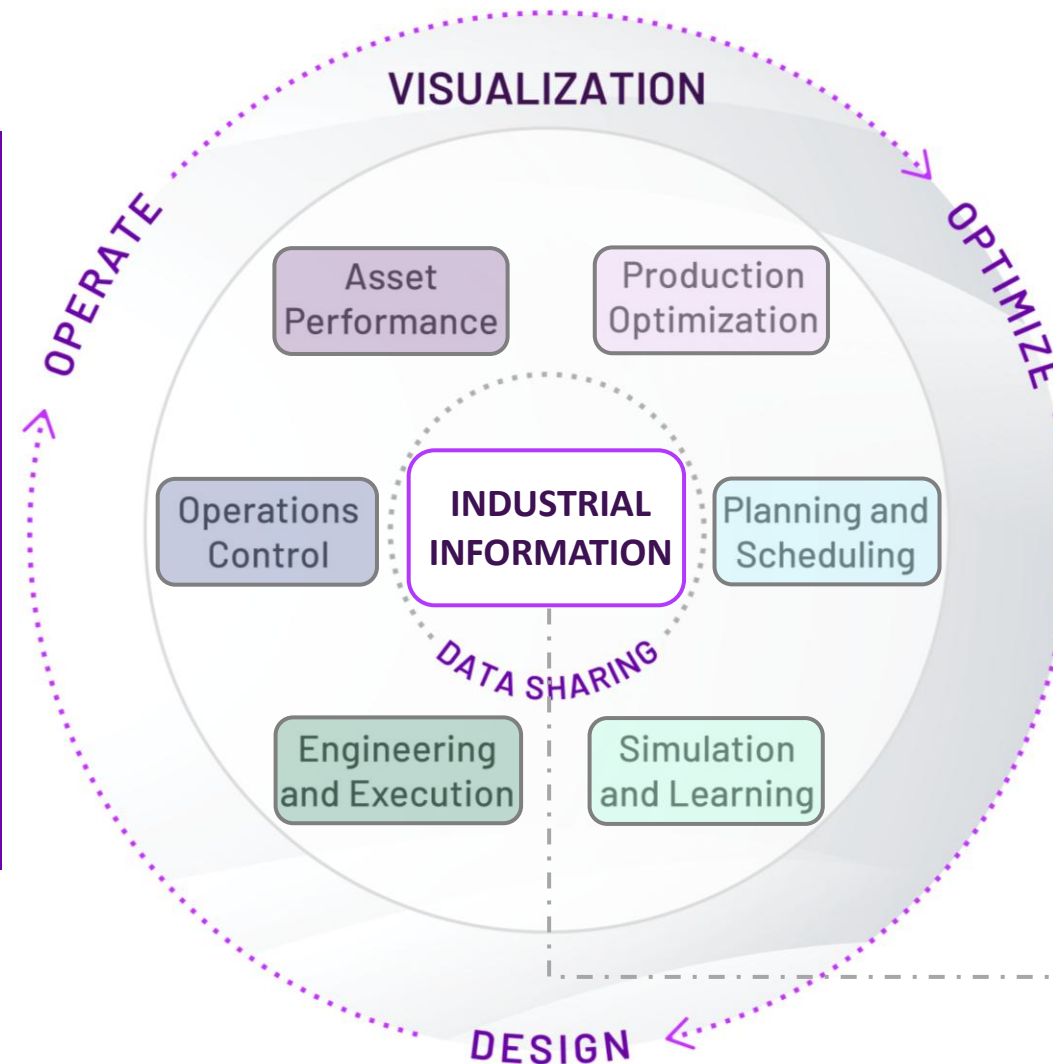 VISUALIZATION
OPERATE
OPTIMIZE
Asset
Performance
Production
Optimization
Operations
Control
INDUSTRIAL
INFORMATION
Planning and
Scheduling
DATA SHARING
Engineering
and Execution
Simulation
and Learning
DESIGN